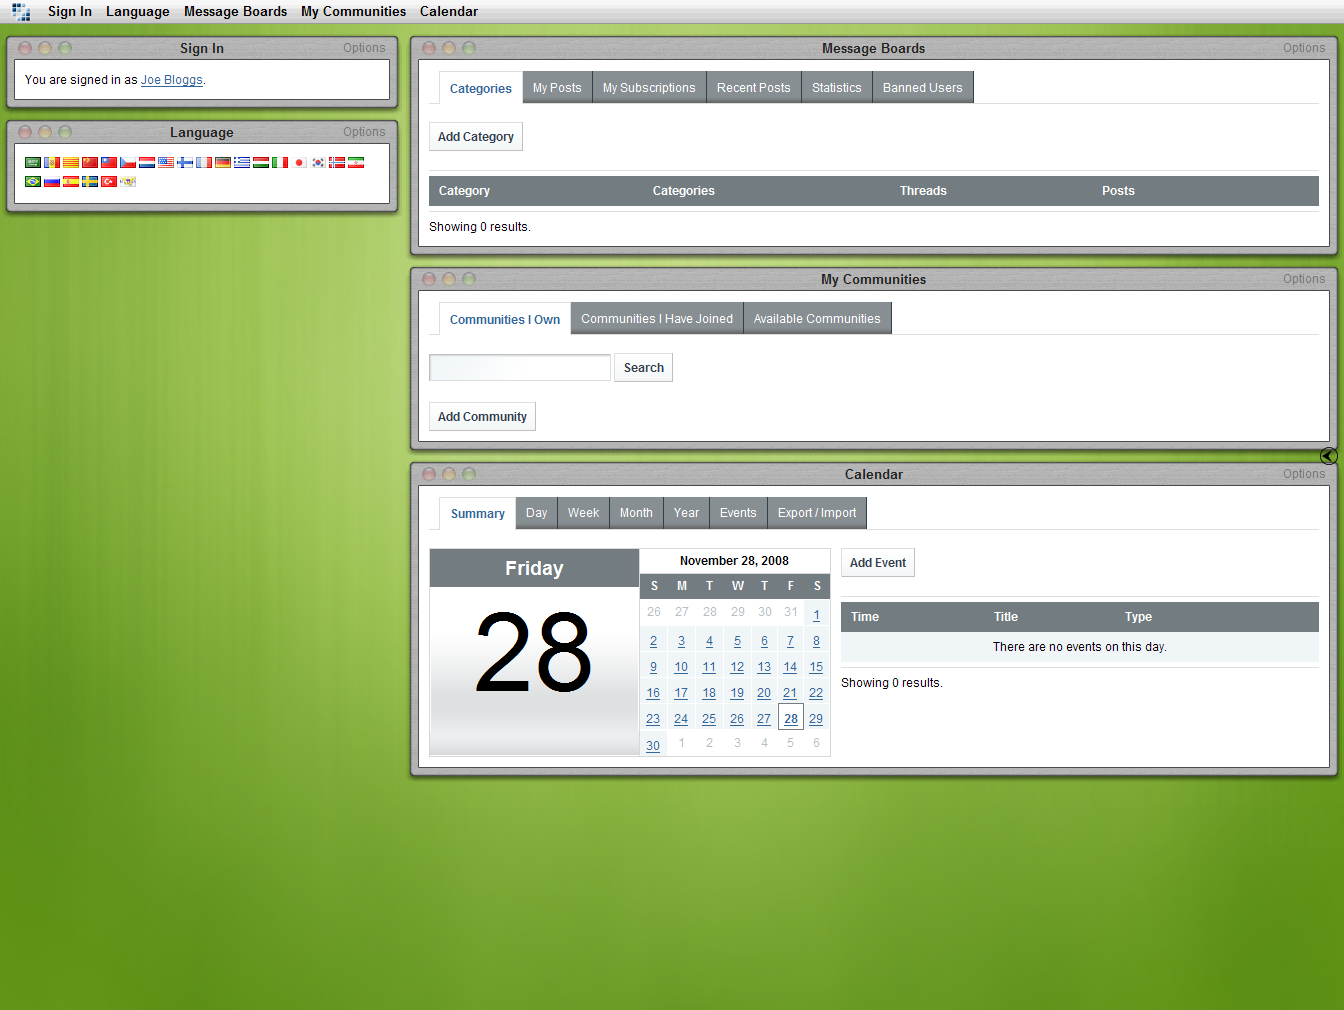 Sign In Language Message Boards My Communities Calendar
Sign In Options
You are signed in as Joe Bloggs.
Language Options
Message Boards Options
Categories My Posts My Subscriptions Recent Posts Statistics Banned Users
Add Category
Category Categories Threads Posts
Showing 0 results.
My Communities Options
Communities I Own Communities I Have Joined Available Communities
Search
Add Community
Calendar Options
Summary Day Week Month Year Events Export / Import
Friday
28
November 28, 2008
S M T W T F S
26 27 28 29 30 31 1
2 3 4 5 6 7 8
9 10 11 12 13 14 15
16 17 18 19 20 21 22
23 24 25 26 27 28 29
30 1 2 3 4 5 6
Add Event
Time Title Type
There are no events on this day.
Showing 0 results.